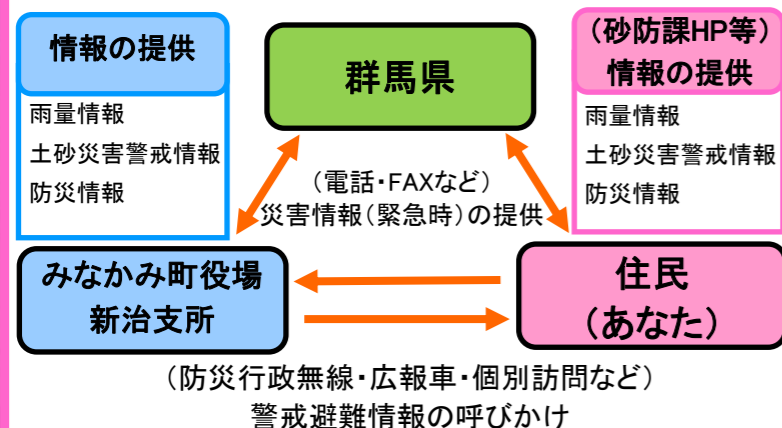 情報の提供
雨量情報
土砂災害警戒情報
防災情報
群馬県
(砂防課HP等)
情報の提供
雨量情報
土砂災害警戒情報
防災情報
(電話・FAXなど)
災害情報(緊急時)の提供
みなかみ町役場
新治支所
住民
(あなた)
(防災行政無線・広報車・個別訪問など)
警戒避難情報の呼びかけ